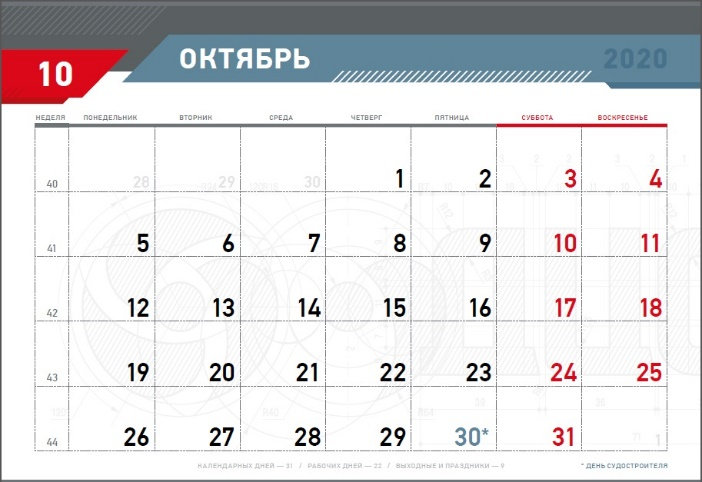 10 ОКТЯБРЬ 2020
НЕДЕЛЯ ПОНЕДЕЛЬНИК ВТОРНИК СРЕДА ЧЕТВЕРГ ПЯТНИЦА СУББОТА ВОСКРЕСЕНЬЕ
40 28 29 30 1 2 3 4
41 5 6 7 8 9 10 11
42 12 13 14 15 16 17 18
43 19 20 21 22 23 24 25
44 26 27 28 29 30* 31 1
КАЛЕНДАРНЫХ ДНЕЙ — 31 / РАБОЧИХ ДНЕЙ — 22 / ВЫХОДНЫЕ И ПРАЗДНИКИ — 9 * ДЕНЬ СУДОСТРОИТЕЛЯ